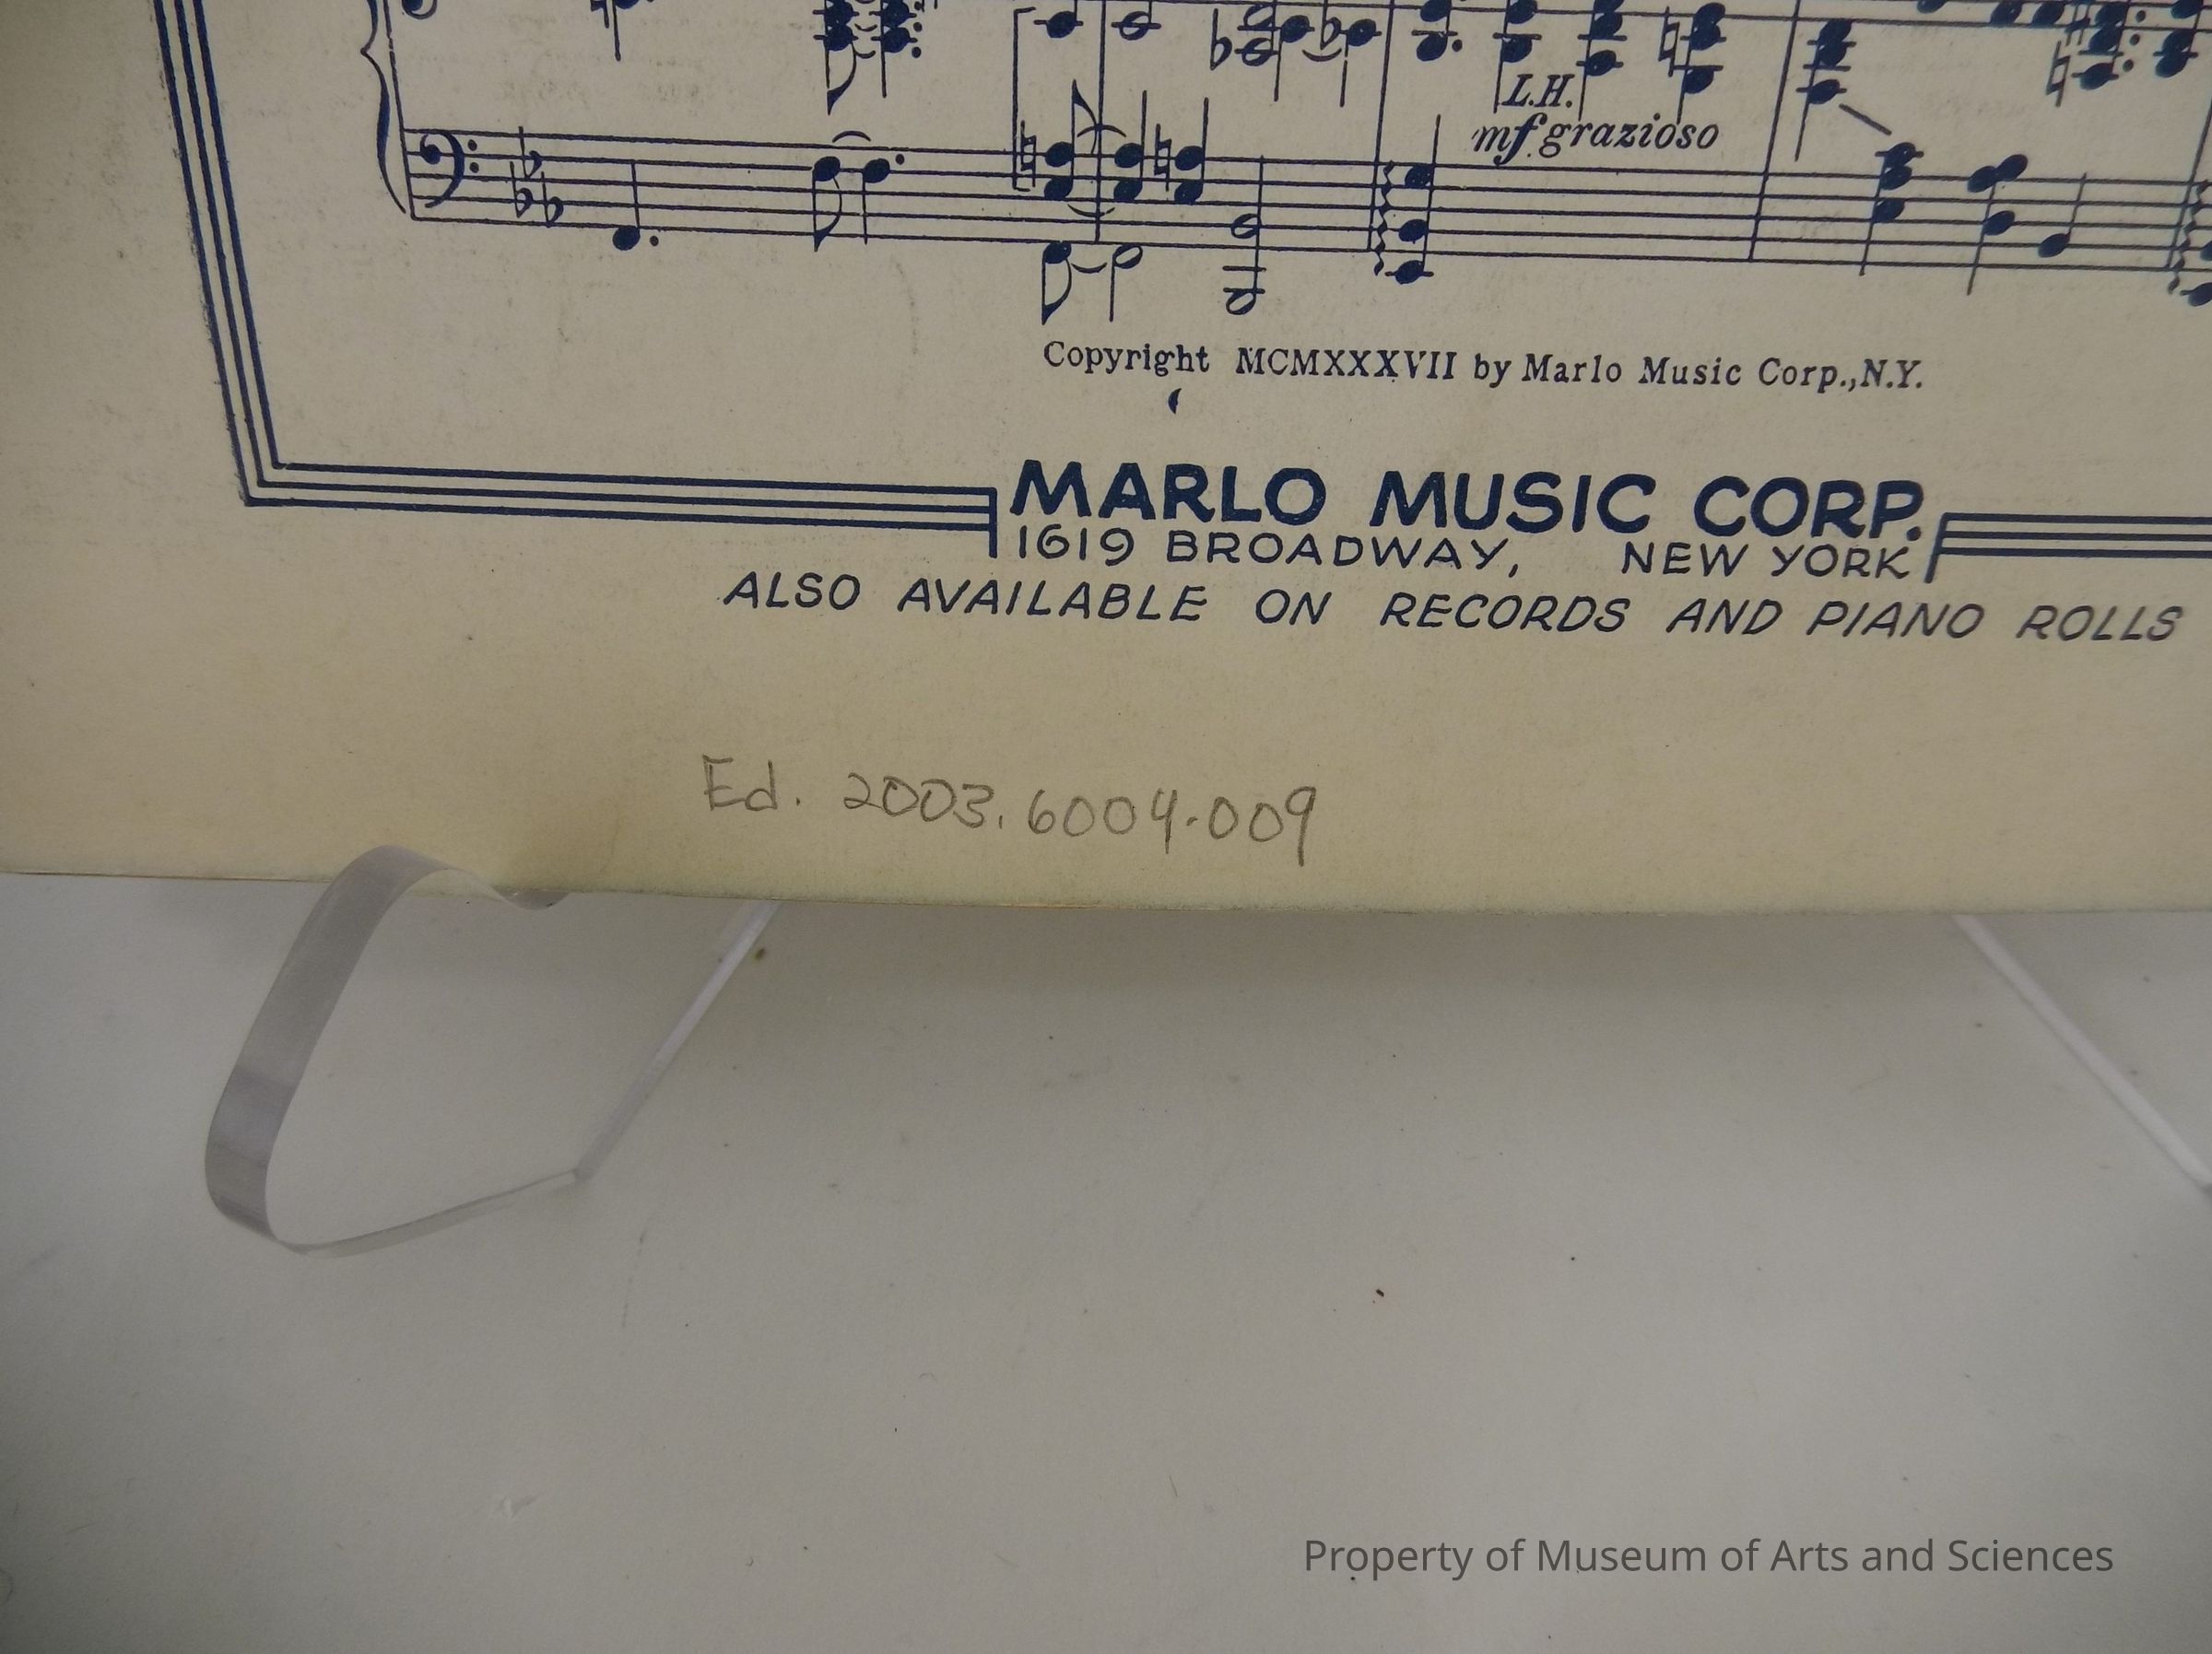 L.H.
mf grazioso
Copyright MCMXXXVII by Marlo Music Corp., N.Y.
MARLO MUSIC CORP.
1619 BROADWAY, NEW YORK
ALSO AVAILABLE ON RECORDS AND PIANO ROLLS
Ed. 2003.6004.009
Property of Museum of Arts and Sciences